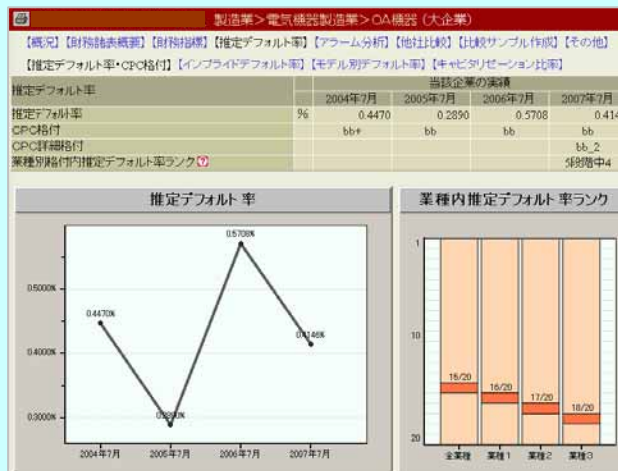 製造業＞電気機器製造業＞OA機器 (大企業)
【概況】【財務諸表概要】【財務指標】【推定デフォルト率】【アラーム分析】【他社比較】【比較サンプル作成】【その他】
【推定デフォルト率・CPC格付】【インプライドデフォルト率】【モデル別デフォルト率】【キャピタリゼーション比率】
推定デフォルト率 当該企業の実績
2004年7月 2005年7月 2006年7月 2007年7月
推定デフォルト率 % 0.4470 0.2890 0.5708 0.414
CPC格付 bb+ bb bb bb
CPC詳細格付 bb_2
業種別格付内推定デフォルト率ランク? 5段階中4
推定デフォルト率
0.5000%
0.4000%
0.3000%
0.4470%
0.2890%
0.5708%
0.4146%
2004年7月 2005年7月 2006年7月 2007年7月
業種内推定デフォルト率ランク
1
10
20
15/20
16/20
17/20
18/20
全業種 業種1 業種2 業種3